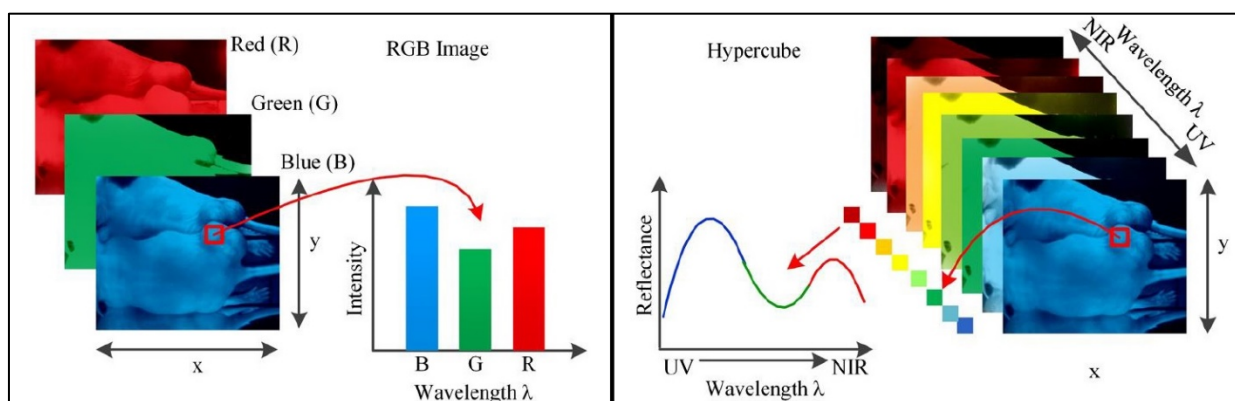 Red (R)
RGB Image
Green (G)
Blue (B)
y
x
Intensity
B G R
Wavelength λ
Hypercube
NIR
Wavelength λ
UV
y
x
Reflectance
UV NIR
Wavelength λ